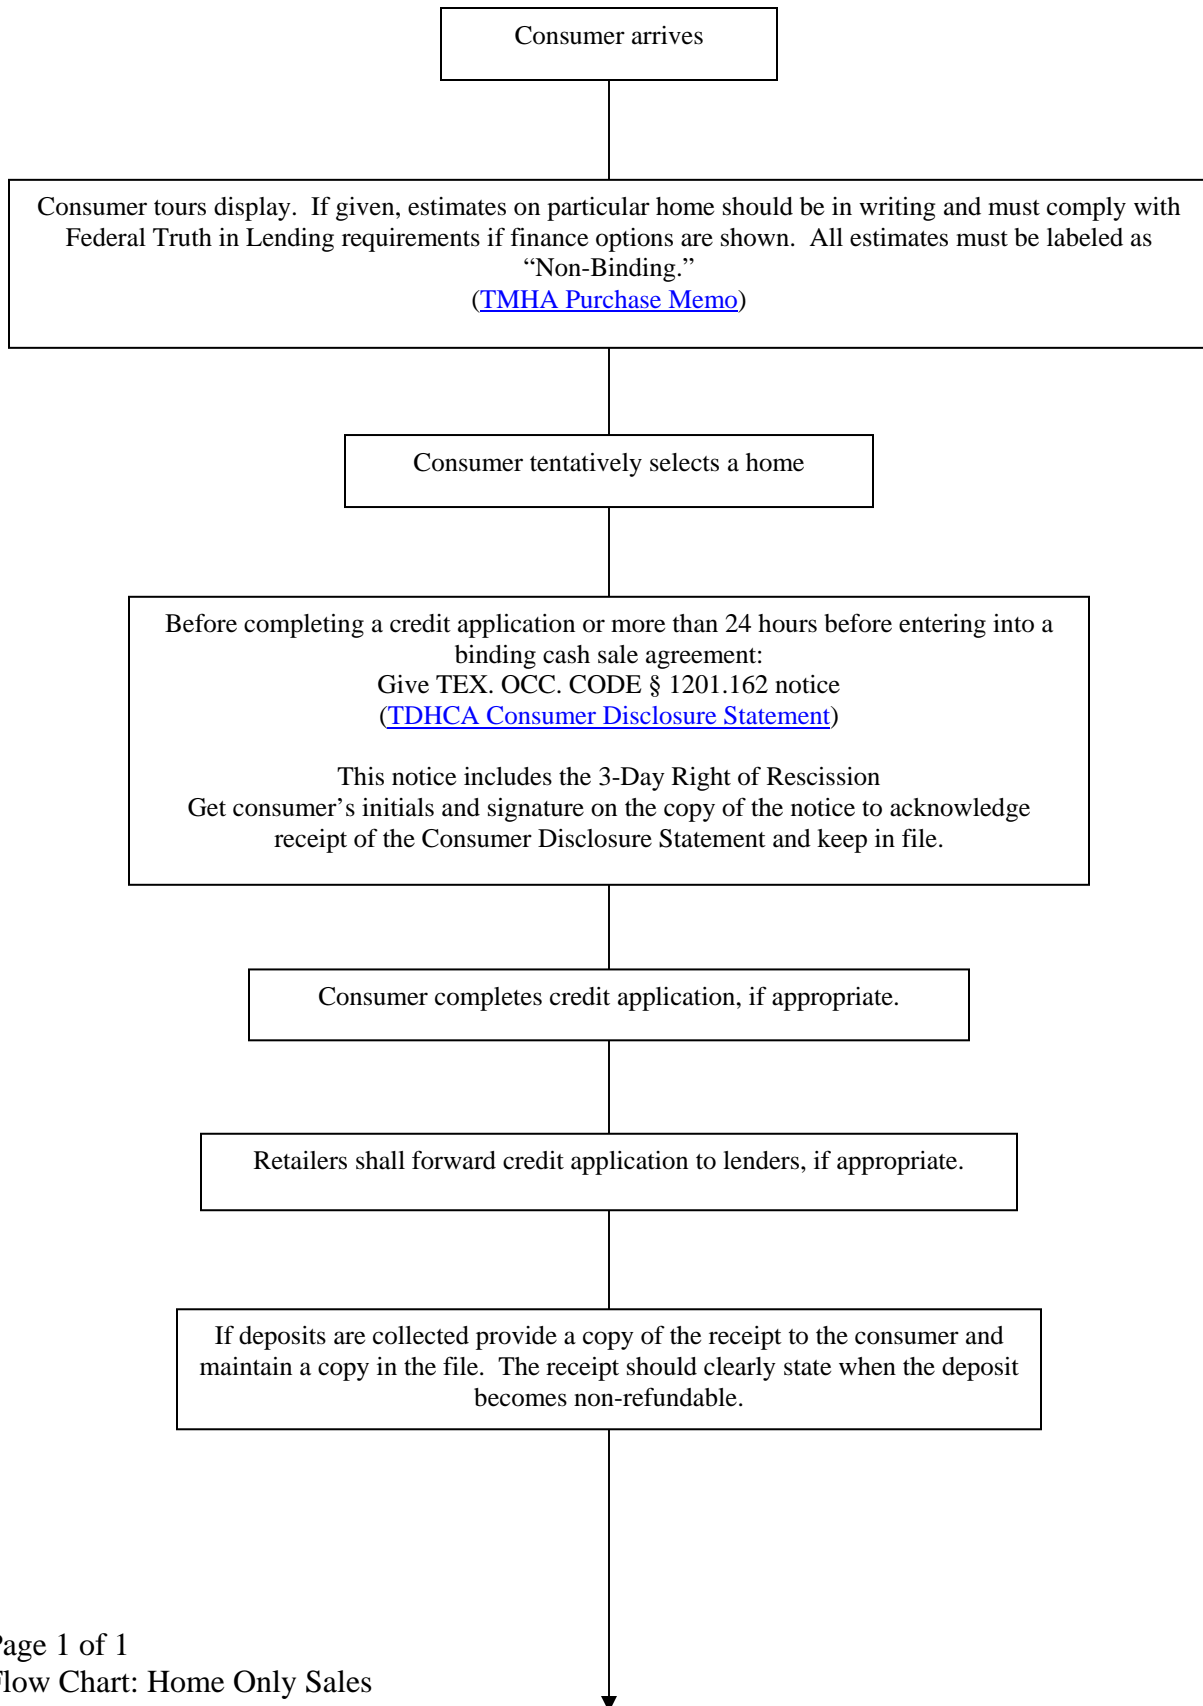 Consumer arrives
Consumer tours display.  If given, estimates on particular home should be in writing and must comply with
Federal Truth in Lending requirements if finance options are shown.  All estimates must be labeled as
“Non-Binding.”
(TMHA Purchase Memo)
Consumer tentatively selects a home
Before completing a credit application or more than 24 hours before entering into a
binding cash sale agreement:
Give TEX. OCC. CODE § 1201.162 notice
(TDHCA Consumer Disclosure Statement)
This notice includes the 3-Day Right of Rescission
Get consumer’s initials and signature on the copy of the notice to acknowledge
receipt of the Consumer Disclosure Statement and keep in file.
Consumer completes credit application, if appropriate.
Retailers shall forward credit application to lenders, if appropriate.
If deposits are collected provide a copy of the receipt to the consumer and
maintain a copy in the file.  The receipt should clearly state when the deposit
becomes non-refundable.
Page 1 of 1
Flow Chart: Home Only Sales